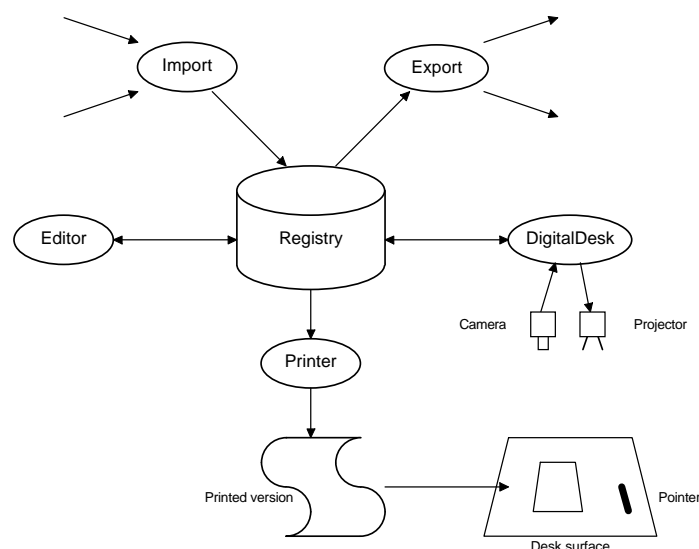 Import
Export
Editor
Registry
DigitalDesk
Camera
Projector
Printer
Printed version
Pointer
Desk surface